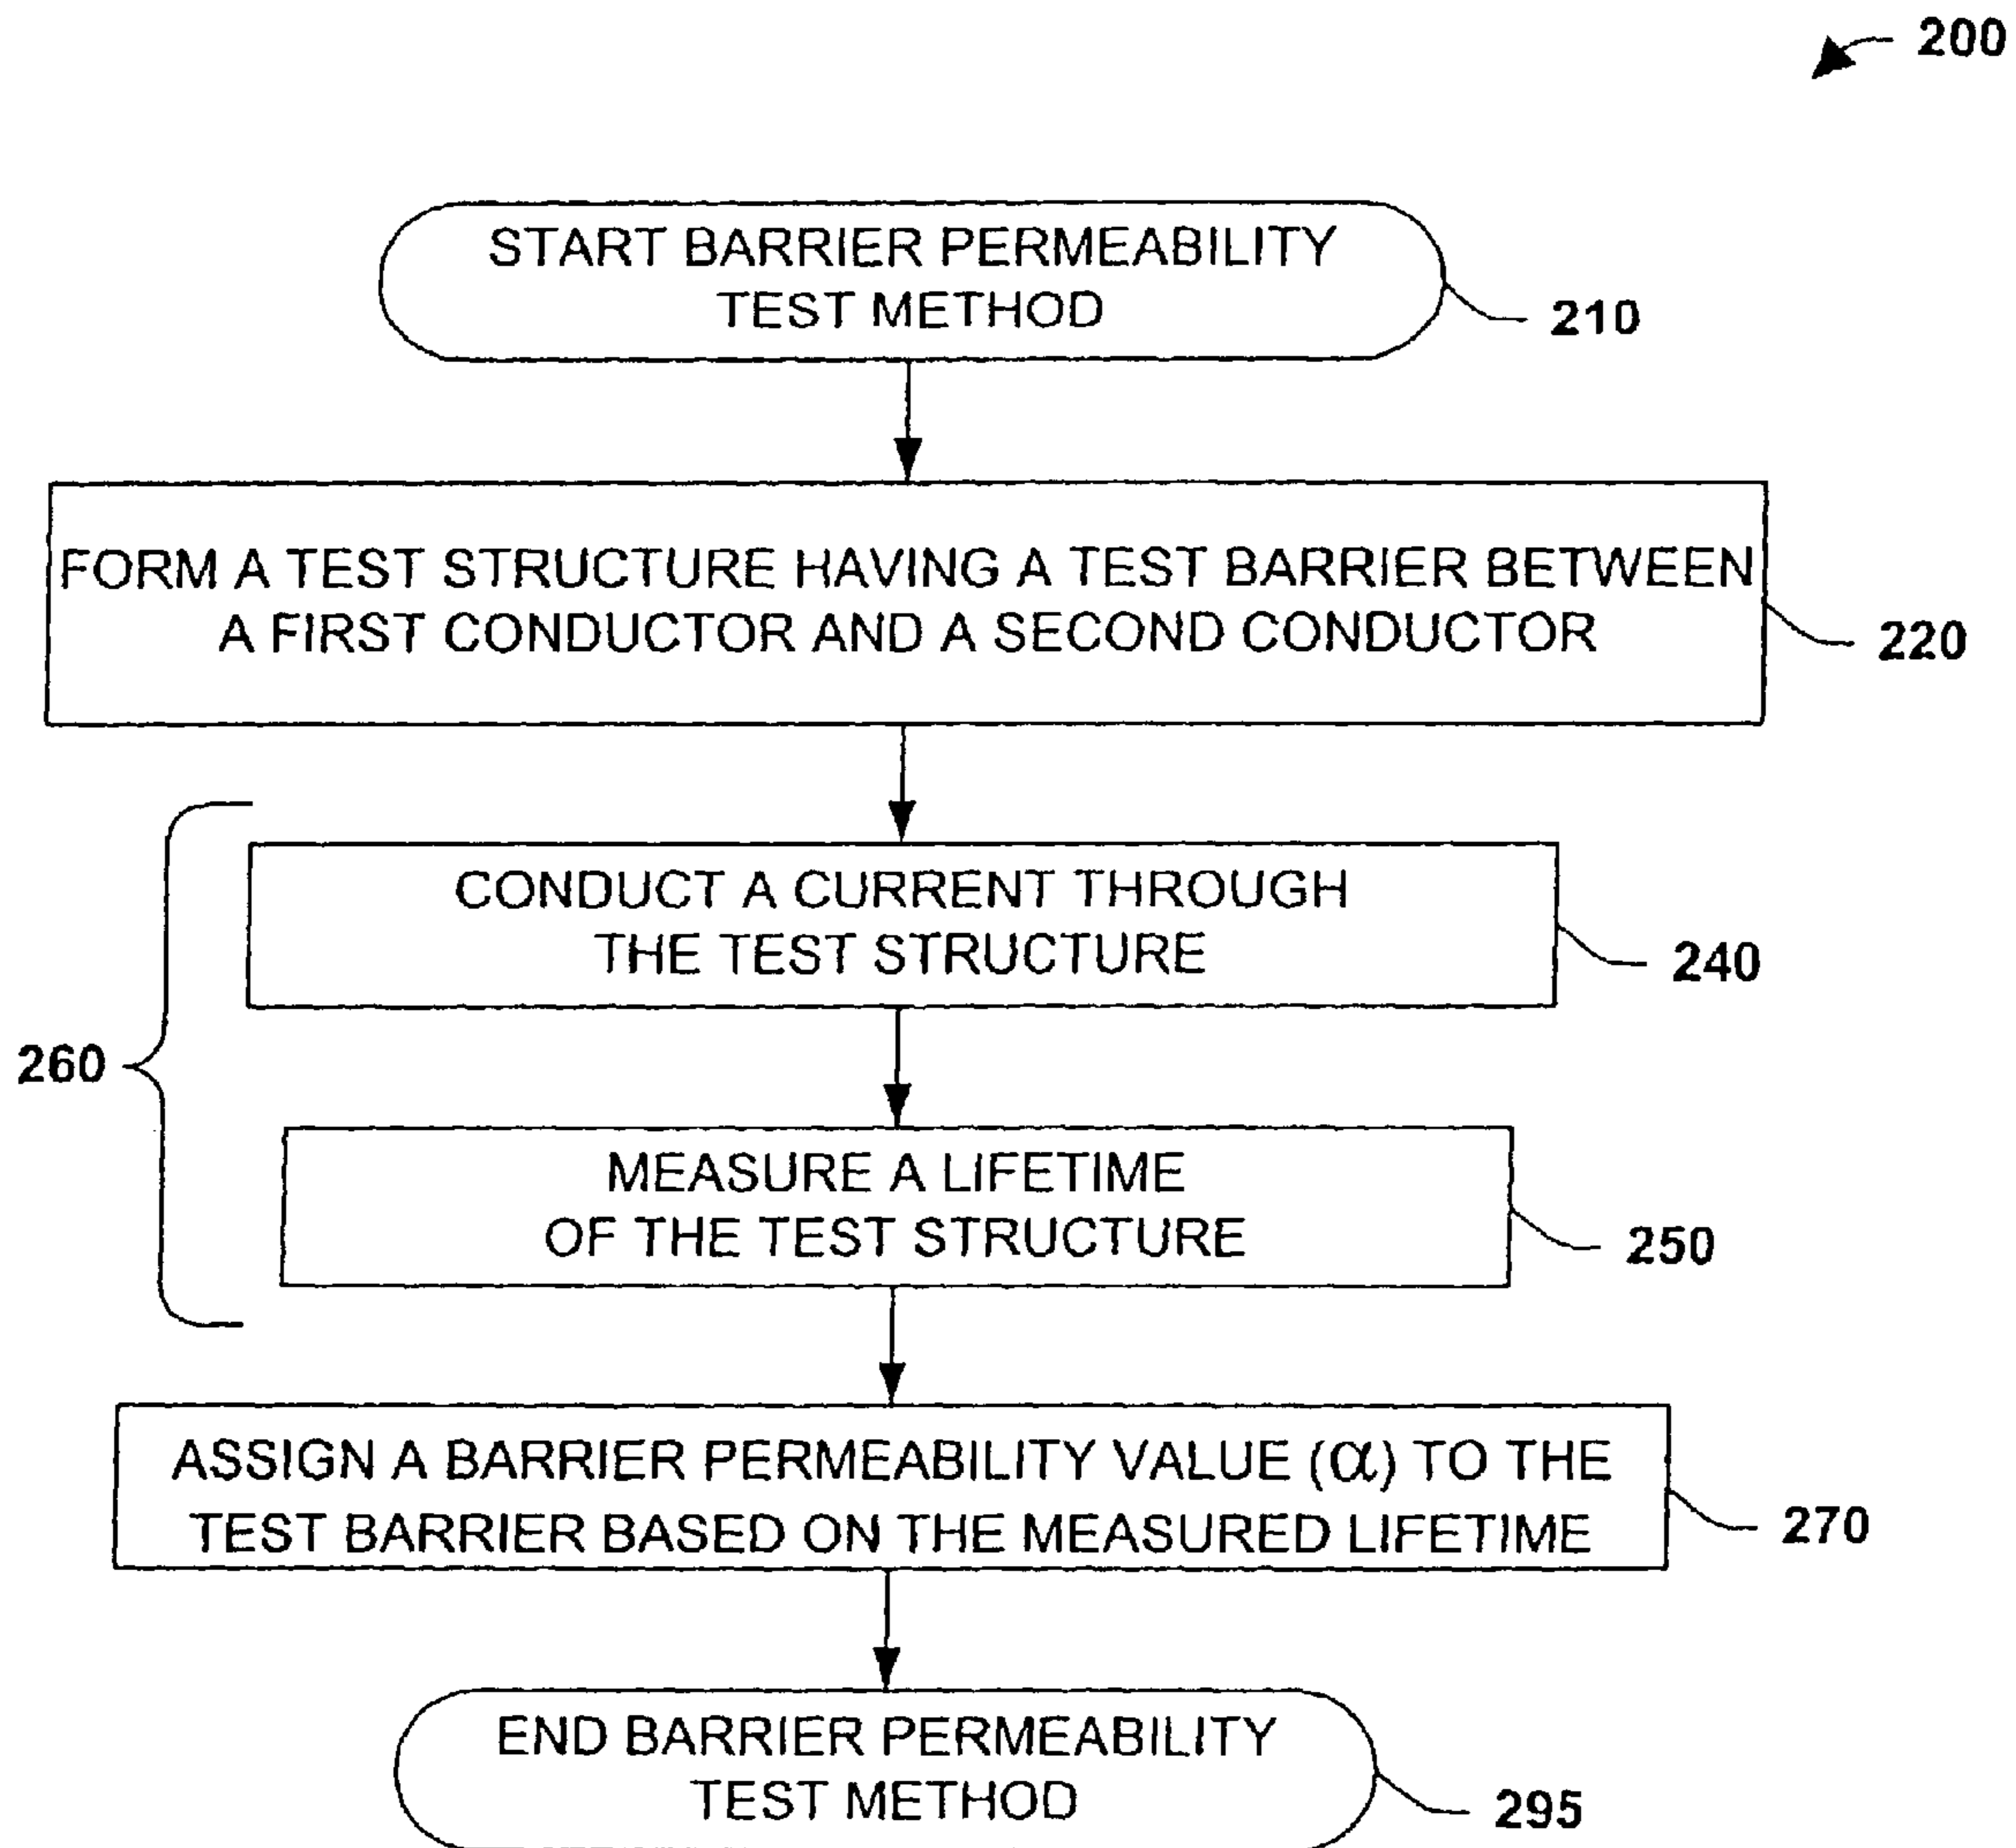 200
START BARRIER PERMEABILITY
TEST METHOD
210
FORM A TEST STRUCTURE HAVING A TEST BARRIER BETWEEN
A FIRST CONDUCTOR AND A SECOND CONDUCTOR
220
CONDUCT A CURRENT THROUGH
THE TEST STRUCTURE
240
260
MEASURE A LIFETIME
OF THE TEST STRUCTURE
250
ASSIGN A BARRIER PERMEABILITY VALUE (α) TO THE
TEST BARRIER BASED ON THE MEASURED LIFETIME
270
END BARRIER PERMEABILITY
TEST METHOD
295